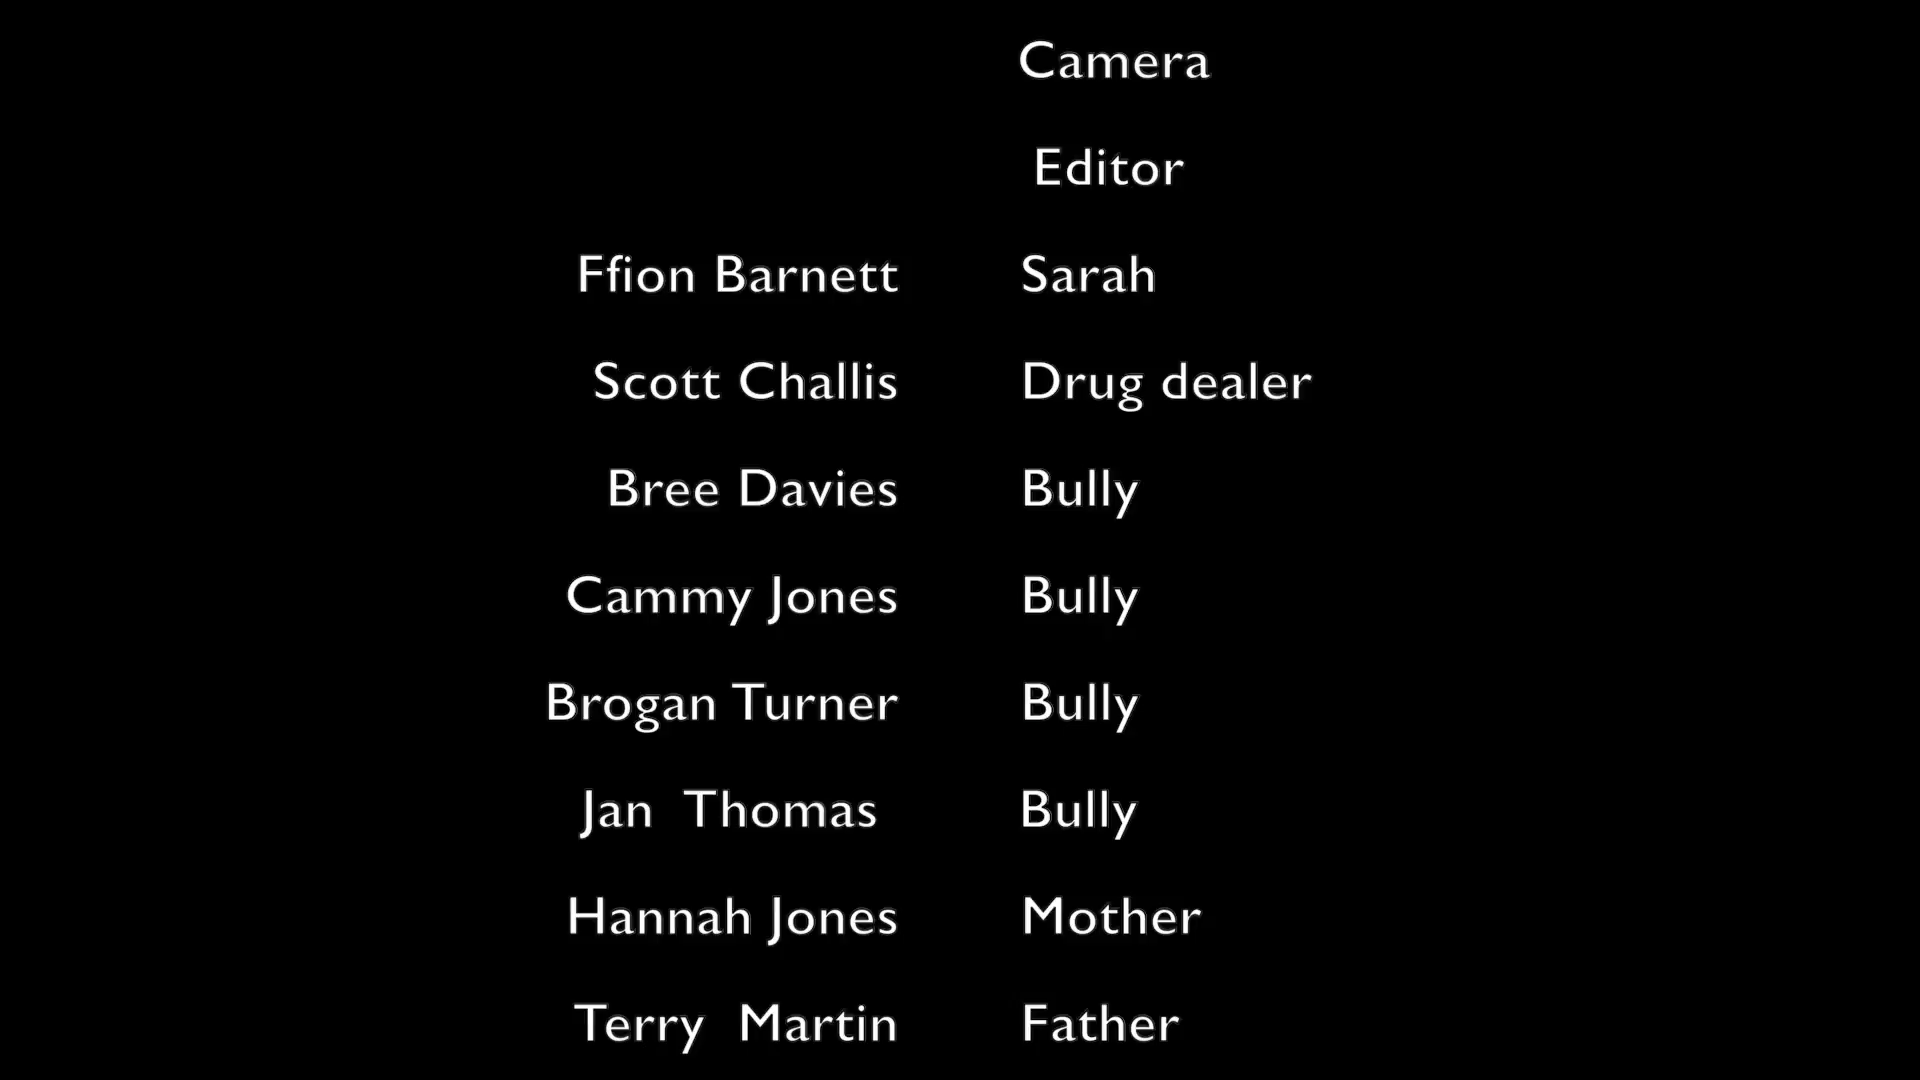 Camera
Editor
Ffion Barnett Sarah
Scott Challis Drug dealer
Bree Davies Bully
Cammy Jones Bully
Brogan Turner Bully
Jan Thomas Bully
Hannah Jones Mother
Terry Martin Father